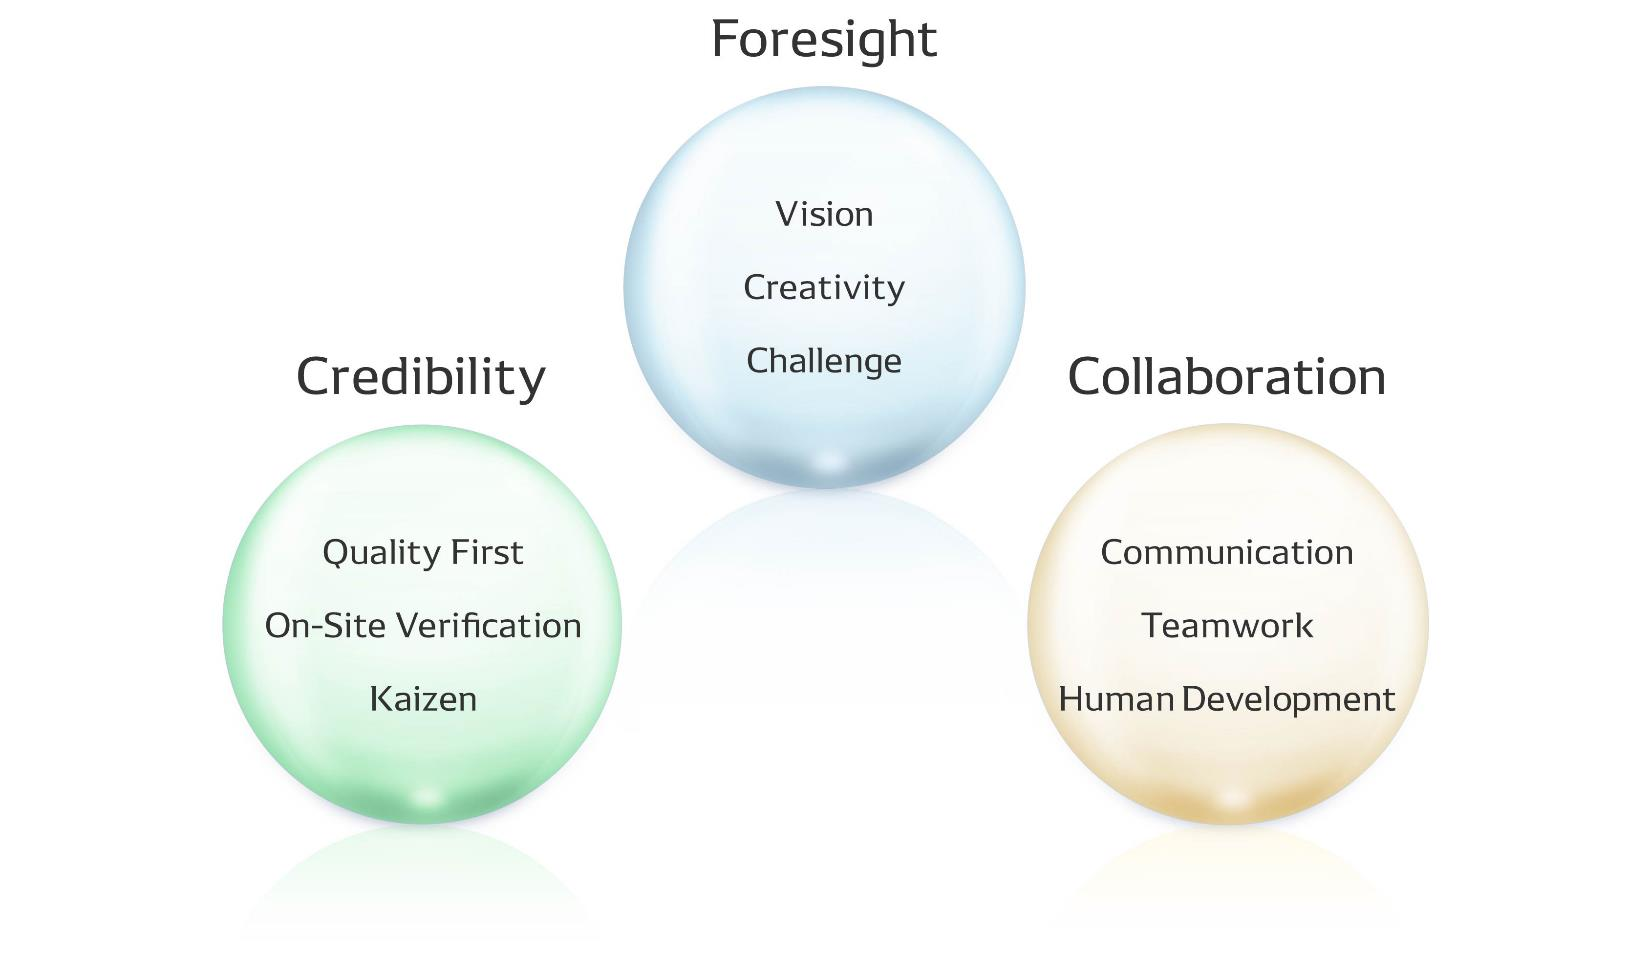 Foresight
Vision
Creativity
Challenge
Credibility
Quality First
On-Site Verification
Kaizen
Collaboration
Communication
Teamwork
Human Development